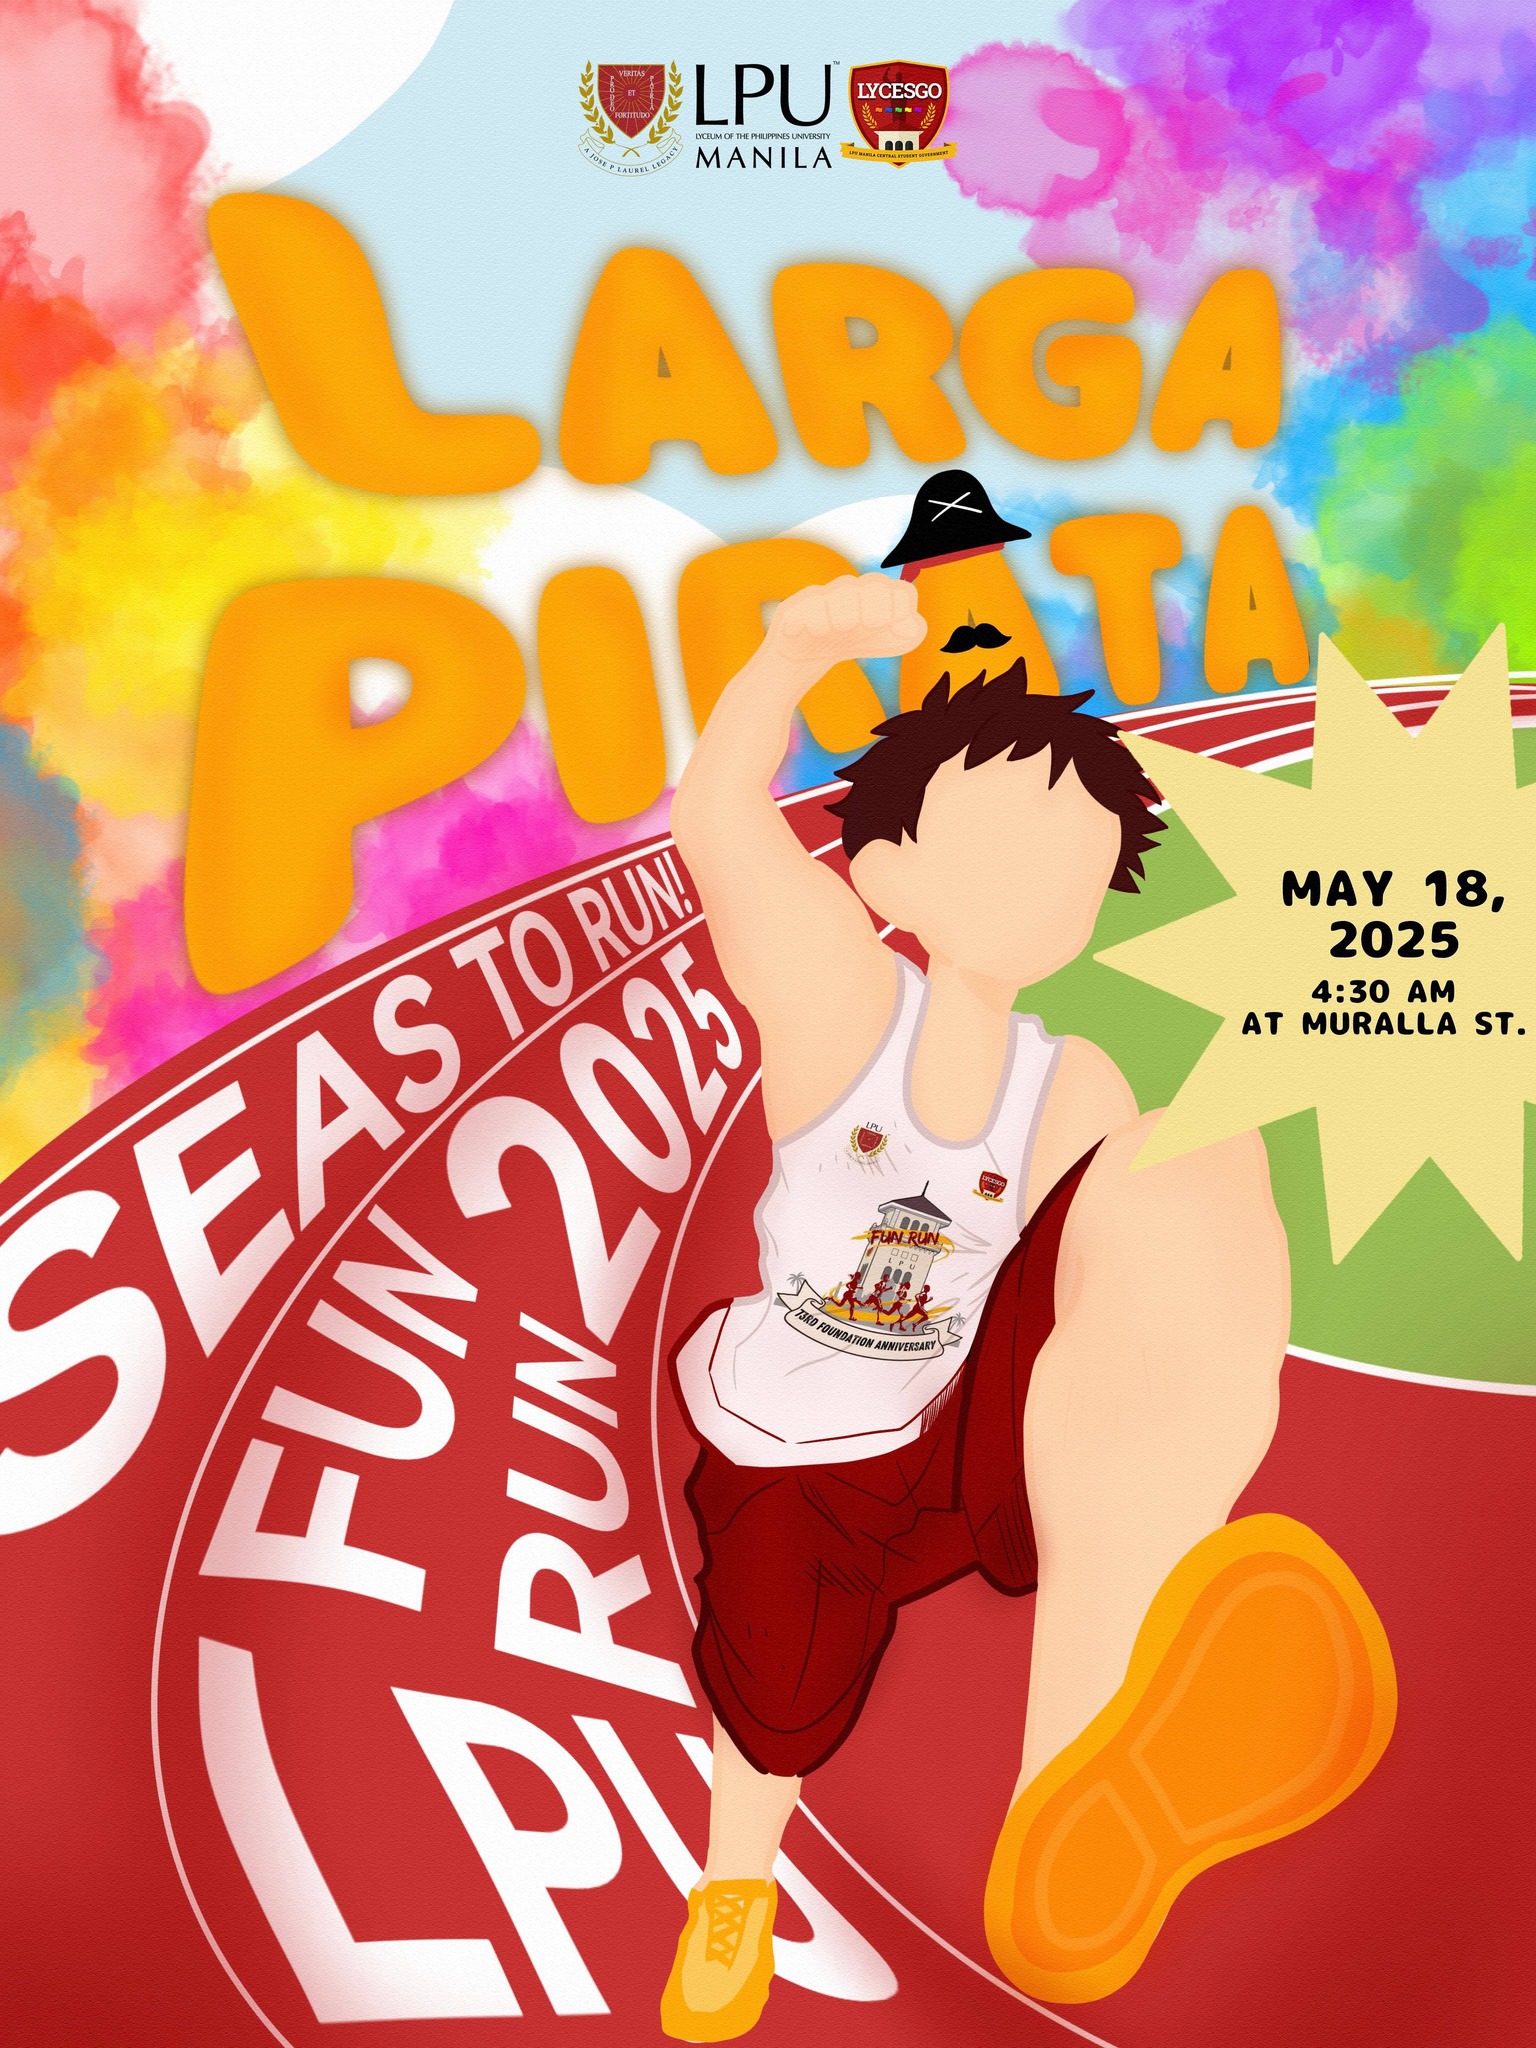 VERITAS
PRO DEO
ET
PATRIA
FORTITUDO
A JOSE P LAUREL LEGACY
LPU™
LYCEUM OF THE PHILIPPINES UNIVERSITY
MANILA
LYCESGO
LPU MANILA CENTRAL STUDENT GOVERNMENT
LARGA
PIRATA
SEAS TO RUN!
FUN RUN 2025
LPU
MAY 18,
2025
4:30 AM
AT MURALLA ST.
LPU
LYCESGO
FUN RUN
LPU
73RD FOUNDATION ANNIVERSARY